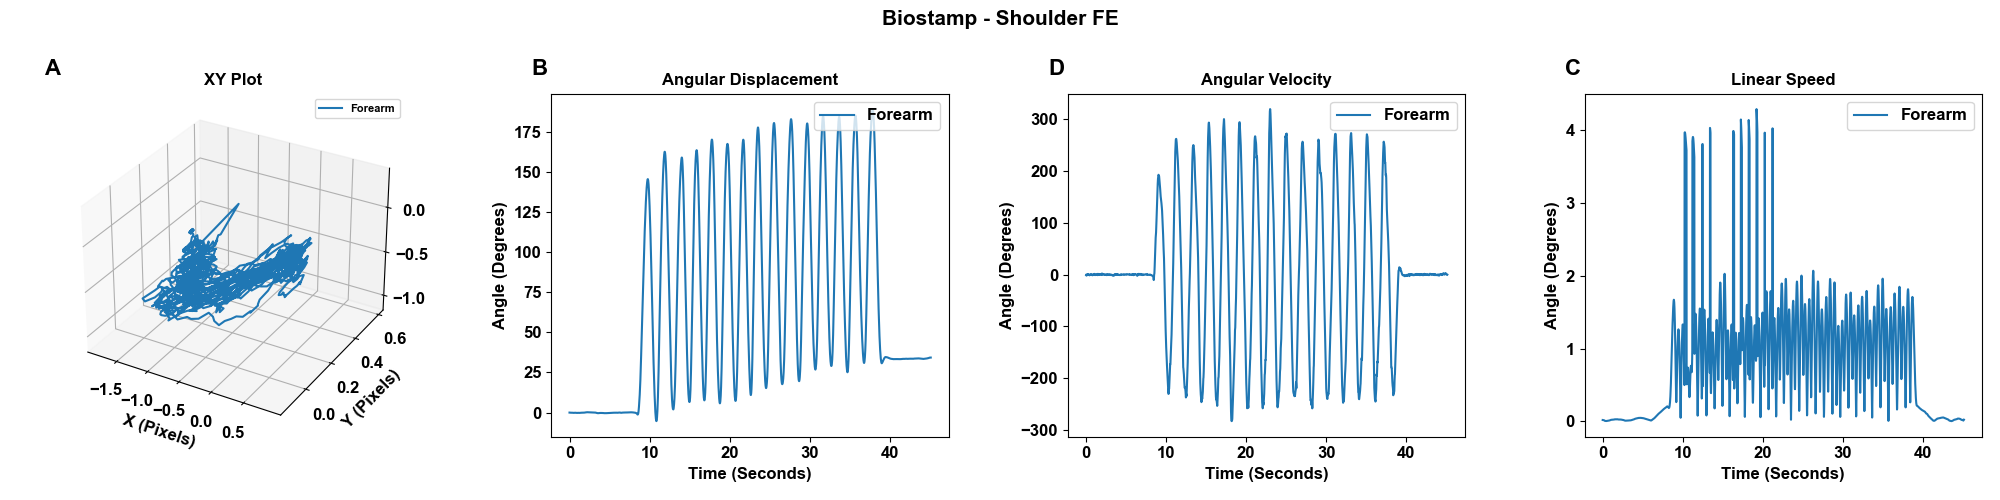 Biostamp - Shoulder FE
A
XY Plot
Forearm
0.0
−0.5
−1.0
0.6
0.4
0.2
0.0
Y (Pixels)
−1.5
−1.0
−0.5
0.0
0.5
X (Pixels)
B
Angular Displacement
Forearm
175
150
125
100
75
50
25
0
Angle (Degrees)
0 10 20 30 40
Time (Seconds)
D
Angular Velocity
Forearm
300
200
100
0
−100
−200
−300
Angle (Degrees)
0 10 20 30 40
Time (Seconds)
C
Linear Speed
Forearm
4
3
2
1
0
Angle (Degrees)
0 10 20 30 40
Time (Seconds)